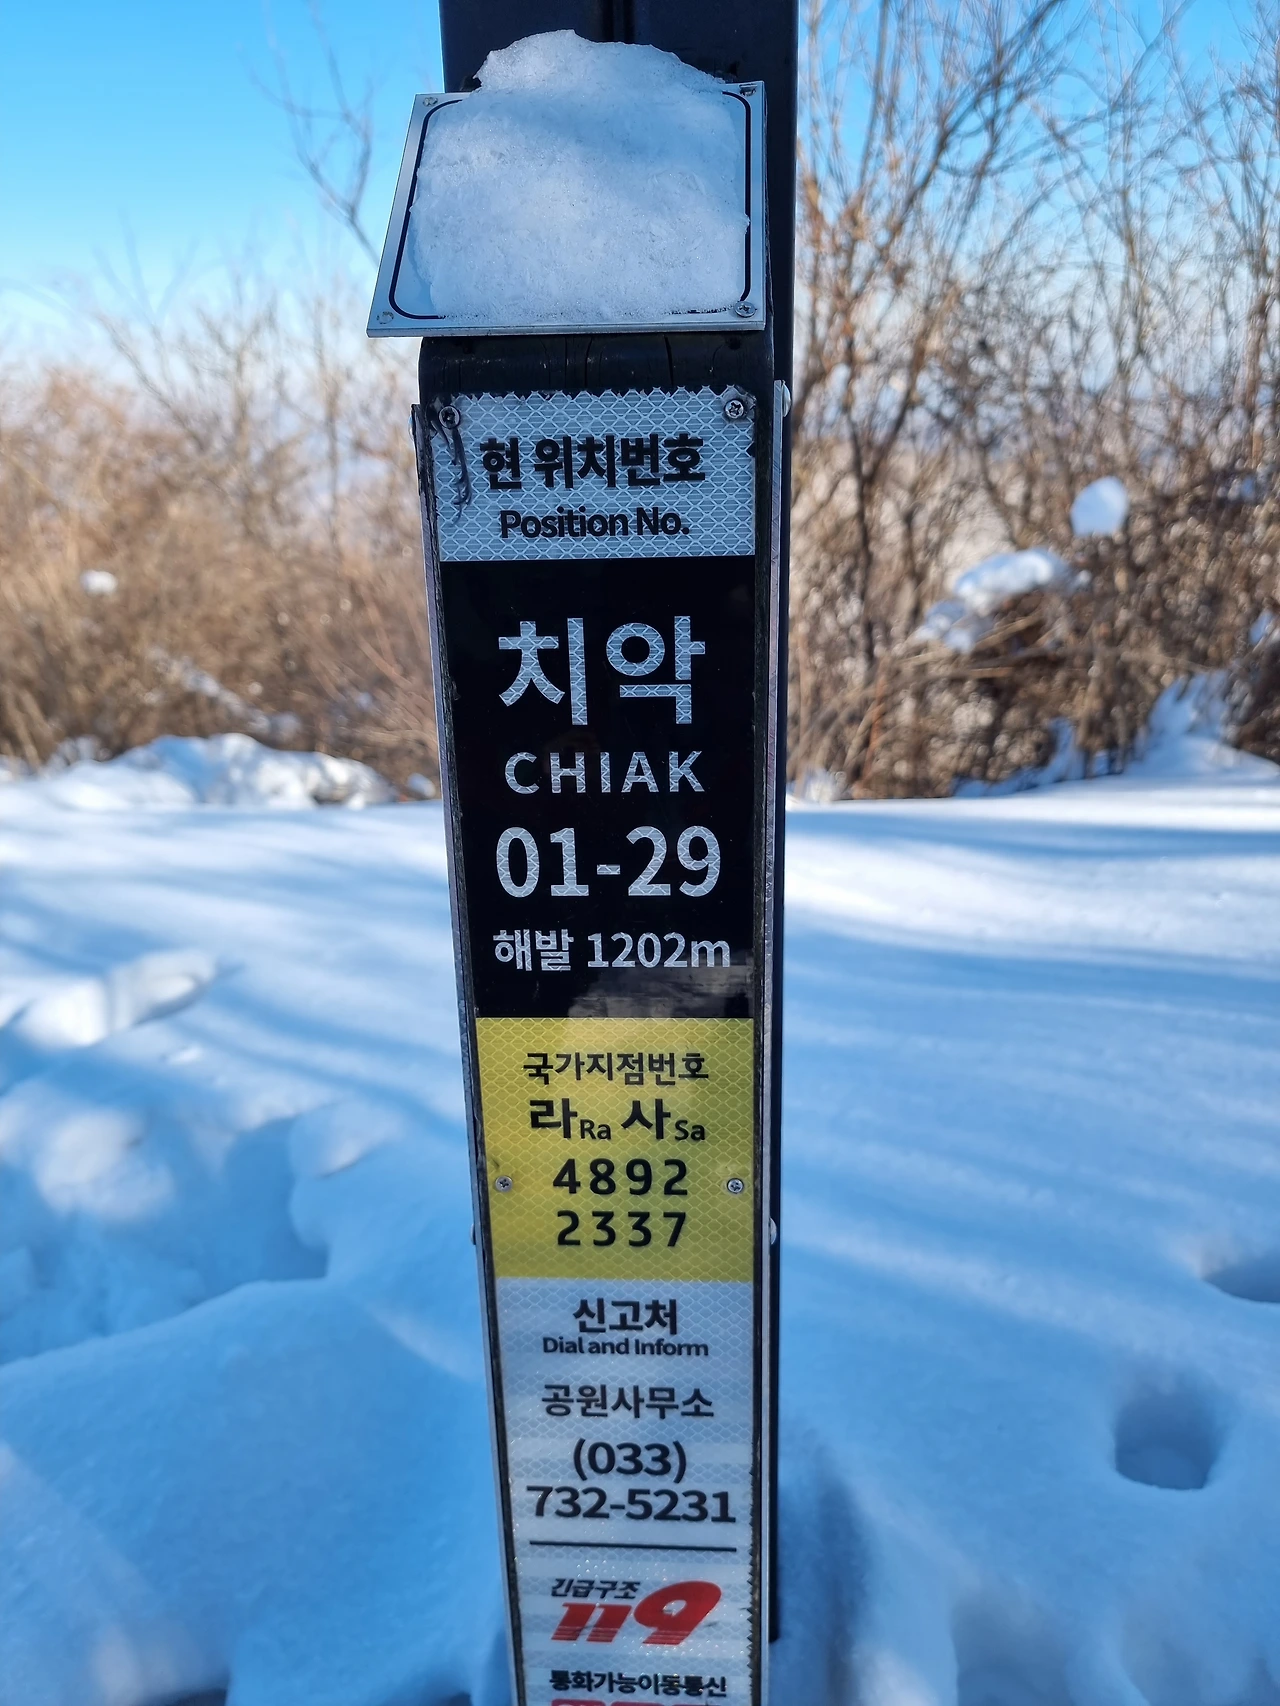 현 위치번호
Position No.
치악
CHIAK
01-29
해발 1202m
국가지점번호
라Ra 사Sa
4892
2337
신고처
Dial and Inform
공원사무소
(033)
732-5231
긴급구조
119
통화가능이동통신